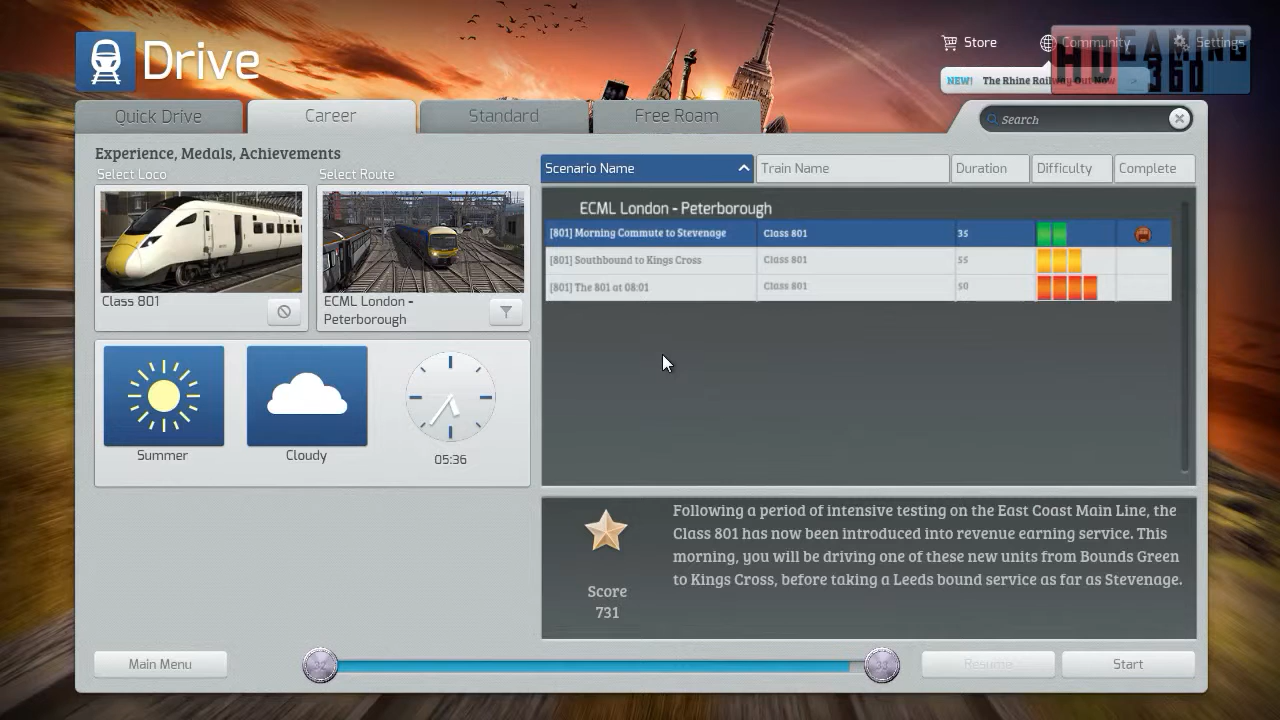 Drive
Store
Community
Settings
NEW! The Rhine Railway Out Now
HD GAMING
360
Quick Drive
Career
Standard
Free Roam
Search
Experience, Medals, Achievements
Select Loco
Select Route
Class 801
ECML London -
Peterborough
Summer
Cloudy
05:36
Scenario Name
Train Name
Duration
Difficulty
Complete
ECML London - Peterborough
[801] Morning Commute to Stevenage Class 801 35
[801] Southbound to Kings Cross Class 801 55
[801] The 801 at 08:01 Class 801 50
Score
731
Following a period of intensive testing on the East Coast Main Line, the
Class 801 has now been introduced into revenue earning service. This
morning, you will be driving one of these new units from Bounds Green
to Kings Cross, before taking a Leeds bound service as far as Stevenage.
Main Menu
Resume
Start